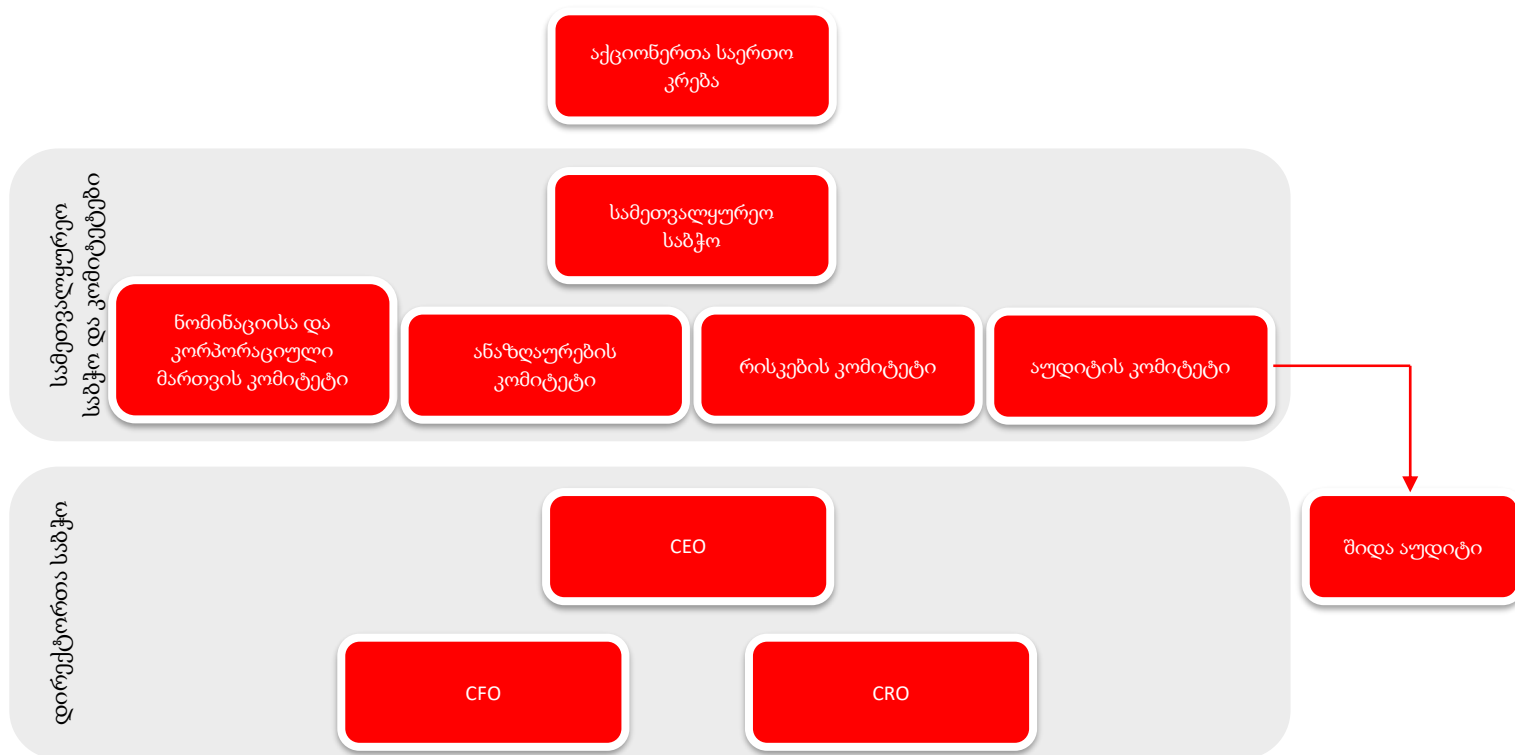 აქციონერთა საერთო
კრება
სამეთვალყურეო
საბჭო და კომიტეტები
სამეთვალყურეო
საბჭო
ნომინაციისა და
კორპორაციული
მართვის კომიტეტი
ანაზღაურების
კომიტეტი
რისკების კომიტეტი
აუდიტის კომიტეტი
დირექტორთა საბჭო
CEO
შიდა აუდიტი
CFO
CRO